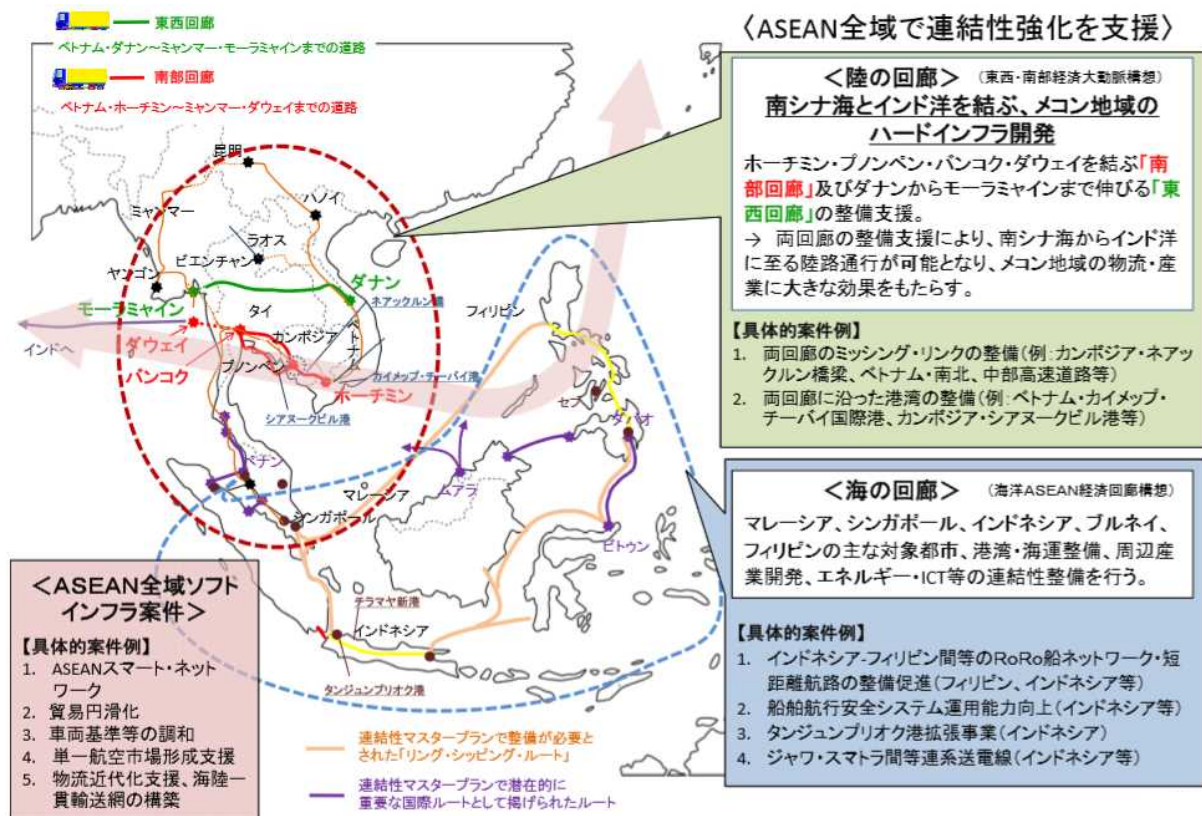 東西回廊
ベトナム・ダナン～ミャンマー・モーラミャインまでの道路
南部回廊
ベトナム・ホーチミン～ミャンマー・ダウェイまでの道路
〈ASEAN全域で連結性強化を支援〉
＜陸の回廊＞ （東西・南部経済大動脈構想）
南シナ海とインド洋を結ぶ、メコン地域の
ハードインフラ開発
ホーチミン・プノンペン・バンコク・ダウェイを結ぶ「南
部回廊」及びダナンからモーラミャインまで伸びる「東
西回廊」の整備支援。
→ 両回廊の整備支援により、南シナ海からインド洋
に至る陸路通行が可能となり、メコン地域の物流・産
業に大きな効果をもたらす。
【具体的案件例】
1. 両回廊のミッシング・リンクの整備(例：カンボジア・ネアッ
クルン橋梁、ベトナム・南北、中部高速道路等)
2. 両回廊に沿った港湾の整備(例：ベトナム・カイメップ・
チーバイ国際港、カンボジア・シアヌークビル港等)
昆明
ハノイ
ミャンマー
ラオス
ビエンチャン
ヤンゴン
ダナン
モーラミャイン
ネアックルン橋
タイ
フィリピン
カンボジア
ベトナム
インドへ
ダウェイ
プノンペン
バンコク
カイメップ・チーバイ港
ホーチミン
シアヌークビル港
セブ
ダバオ
ペナン
ムアラ
マレーシア
シンガポール
ビトゥン
チラマヤ新港
インドネシア
タンジュンプリオク港
＜海の回廊＞ （海洋ASEAN経済回廊構想）
マレーシア、シンガポール、インドネシア、ブルネイ、
フィリピンの主な対象都市、港湾・海運整備、周辺産
業開発、エネルギー・ICT等の連結性整備を行う。
【具体的案件例】
1. インドネシア-フィリピン間等のRoRo船ネットワーク・短
距離航路の整備促進(フィリピン、インドネシア等)
2. 船舶航行安全システム運用能力向上(インドネシア等)
3. タンジュンプリオク港拡張事業(インドネシア)
4. ジャワ・スマトラ間等連系送電線(インドネシア等)
＜ASEAN全域ソフト
インフラ案件＞
【具体的案件例】
1. ASEANスマート・ネット
ワーク
2. 貿易円滑化
3. 車両基準等の調和
4. 単一航空市場形成支援
5. 物流近代化支援、海陸一
貫輸送網の構築
連結性マスタープランで整備が必要と
された「リング・シッピング・ルート」
連結性マスタープランで潜在的に
重要な国際ルートとして掲げられたルート